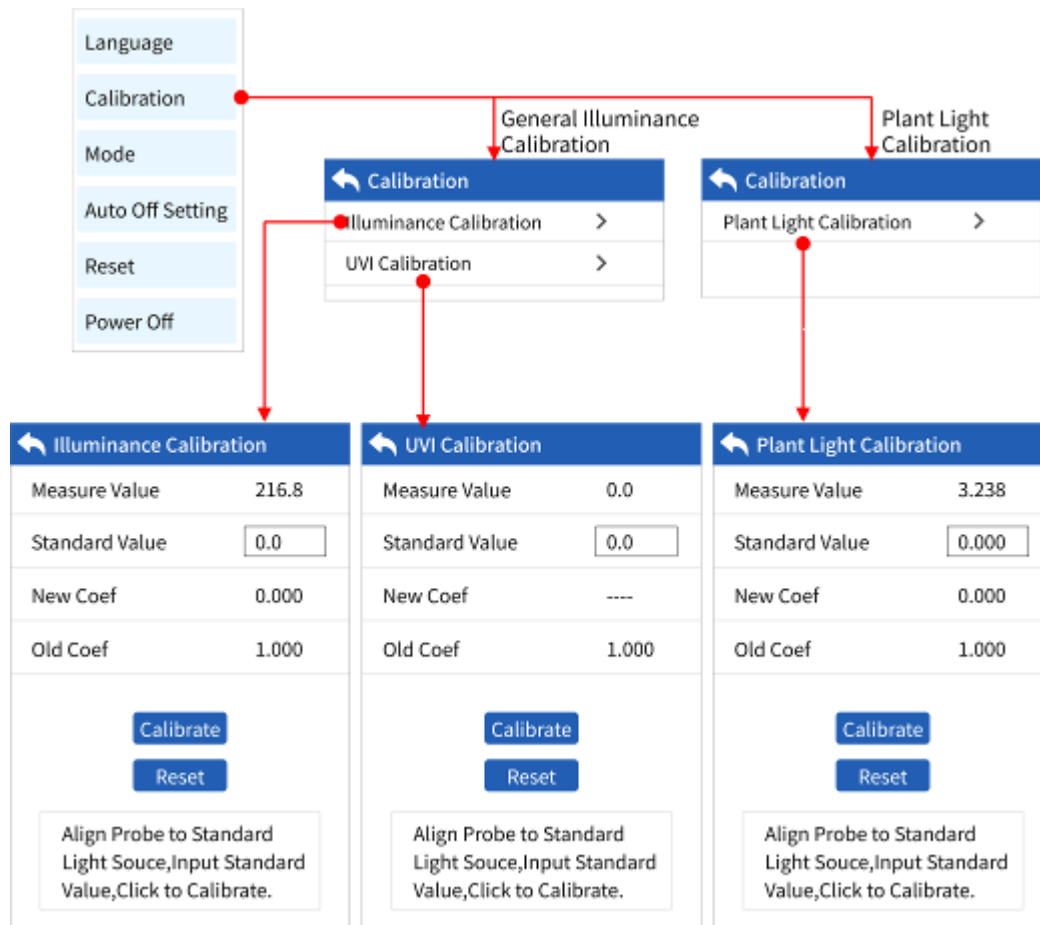 Language
Calibration
Mode
Auto Off Setting
Reset
Power Off
General Illuminance
Calibration
Plant Light
Calibration
Calibration
Illuminance Calibration >
UVI Calibration >
Calibration
Plant Light Calibration >
Illuminance Calibration
Measure Value 216.8
Standard Value 0.0
New Coef 0.000
Old Coef 1.000
Calibrate
Reset
Align Probe to Standard
Light Souce,Input Standard
Value,Click to Calibrate.
UVI Calibration
Measure Value 0.0
Standard Value 0.0
New Coef ----
Old Coef 1.000
Calibrate
Reset
Align Probe to Standard
Light Souce,Input Standard
Value,Click to Calibrate.
Plant Light Calibration
Measure Value 3.238
Standard Value 0.000
New Coef 0.000
Old Coef 1.000
Calibrate
Reset
Align Probe to Standard
Light Souce,Input Standard
Value,Click to Calibrate.